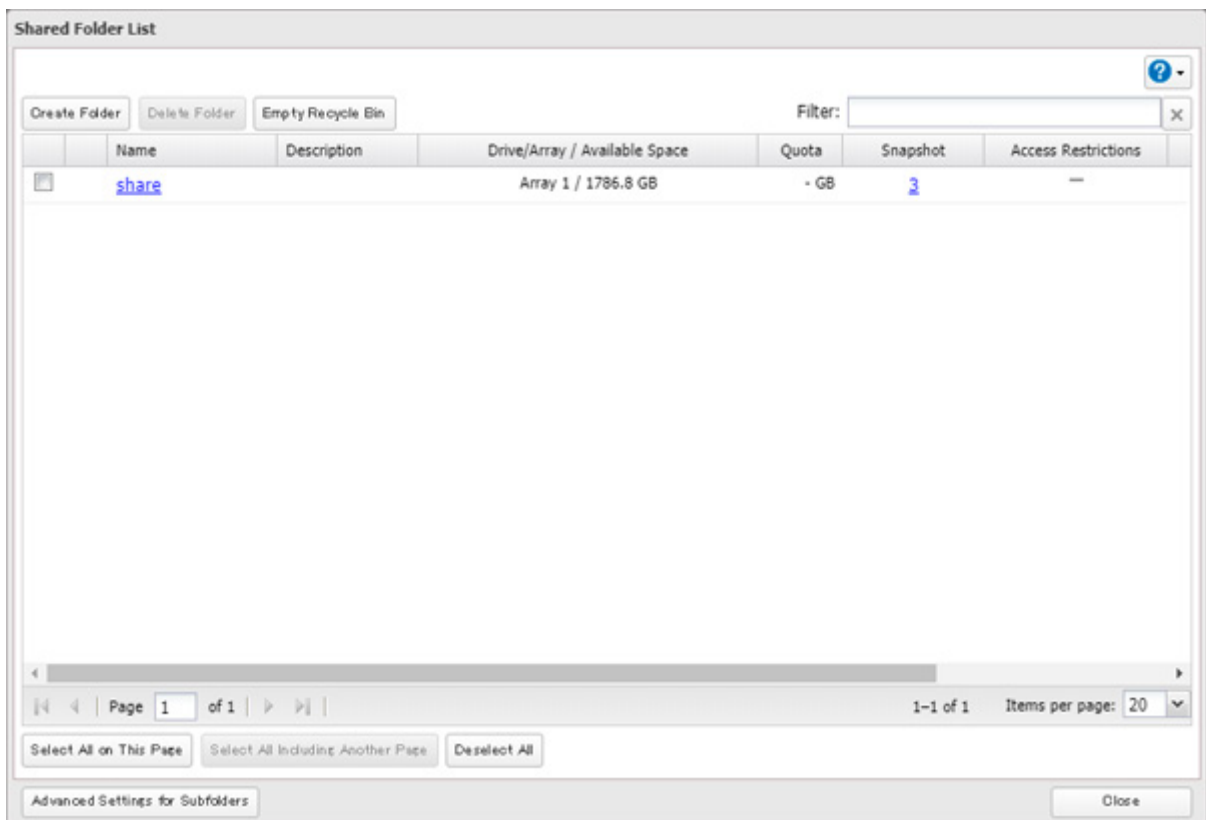 Shared Folder List
?
Create Folder Delete Folder Empty Recycle Bin Filter:
Name Description Drive/Array / Available Space Quota Snapshot Access Restrictions
share Array 1 / 1786.8 GB - GB 3 —
Page 1 of 1 1-1 of 1 Items per page: 20
Select All on This Page Select All Including Another Page Deselect All
Advanced Settings for Subfolders Close